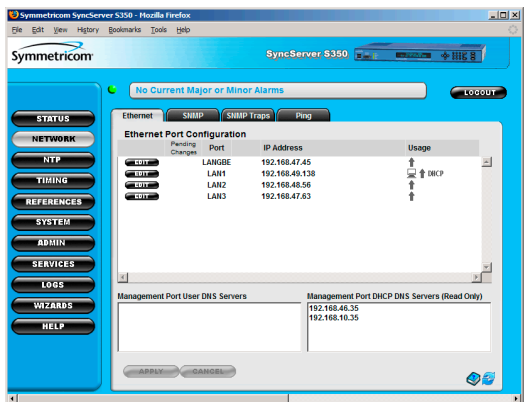 Symmetricom SyncServer S350 - Mozilla Firefox
File Edit View History Bookmarks Tools Help
Symmetricom
SyncServer S350
No Current Major or Minor Alarms
LOGOUT
STATUS
NETWORK
NTP
TIMING
REFERENCES
SYSTEM
ADMIN
SERVICES
LOGS
WIZARDS
HELP
Ethernet SNMP SNMP Traps Ping
Ethernet Port Configuration
Pending Changes Port IP Address Usage
EDIT LANGBE 192.168.47.45
EDIT LAN1 192.168.49.138 DHCP
EDIT LAN2 192.168.48.56
EDIT LAN3 192.168.47.63
Management Port User DNS Servers
Management Port DHCP DNS Servers (Read Only)
192.168.46.35
192.168.10.35
APPLY CANCEL